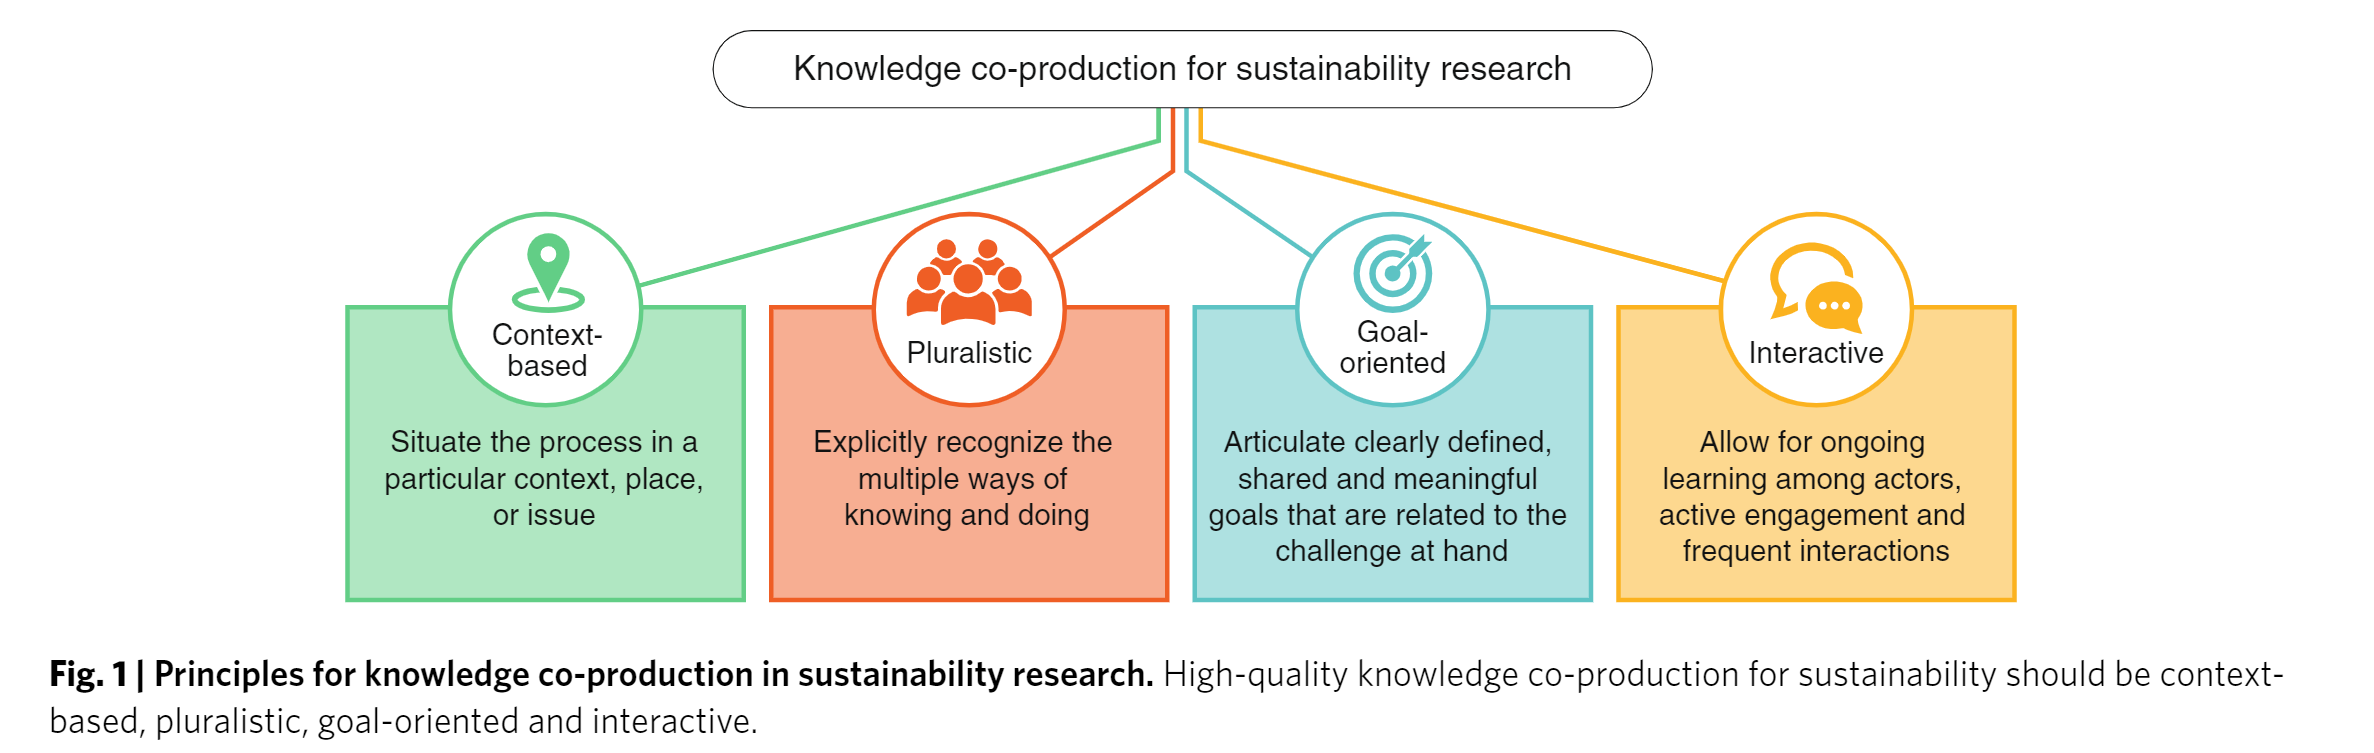 Knowledge co-production for sustainability research
Context-
based
Situate the process in a
particular context, place,
or issue
Pluralistic
Explicitly recognize the
multiple ways of
knowing and doing
Goal-
oriented
Articulate clearly defined,
shared and meaningful
goals that are related to the
challenge at hand
Interactive
Allow for ongoing
learning among actors,
active engagement and
frequent interactions
Fig. 1 | Principles for knowledge co-production in sustainability research. High-quality knowledge co-production for sustainability should be context-
based, pluralistic, goal-oriented and interactive.